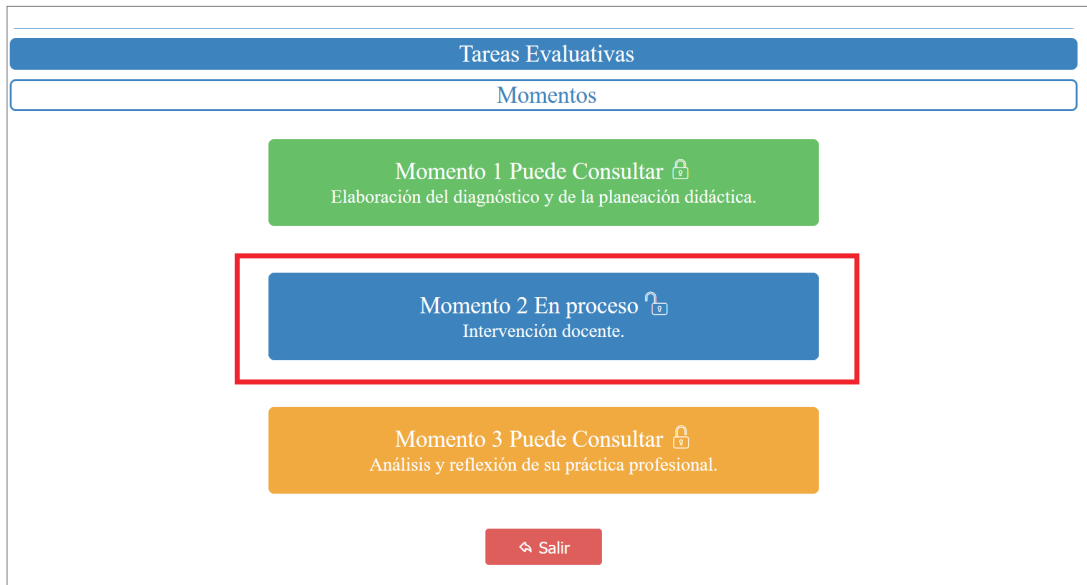 Tareas Evaluativas
Momentos
Momento 1 Puede Consultar
Elaboración del diagnóstico y de la planeación didáctica.
Momento 2 En proceso
Intervención docente.
Momento 3 Puede Consultar
Análisis y reflexión de su práctica profesional.
Salir